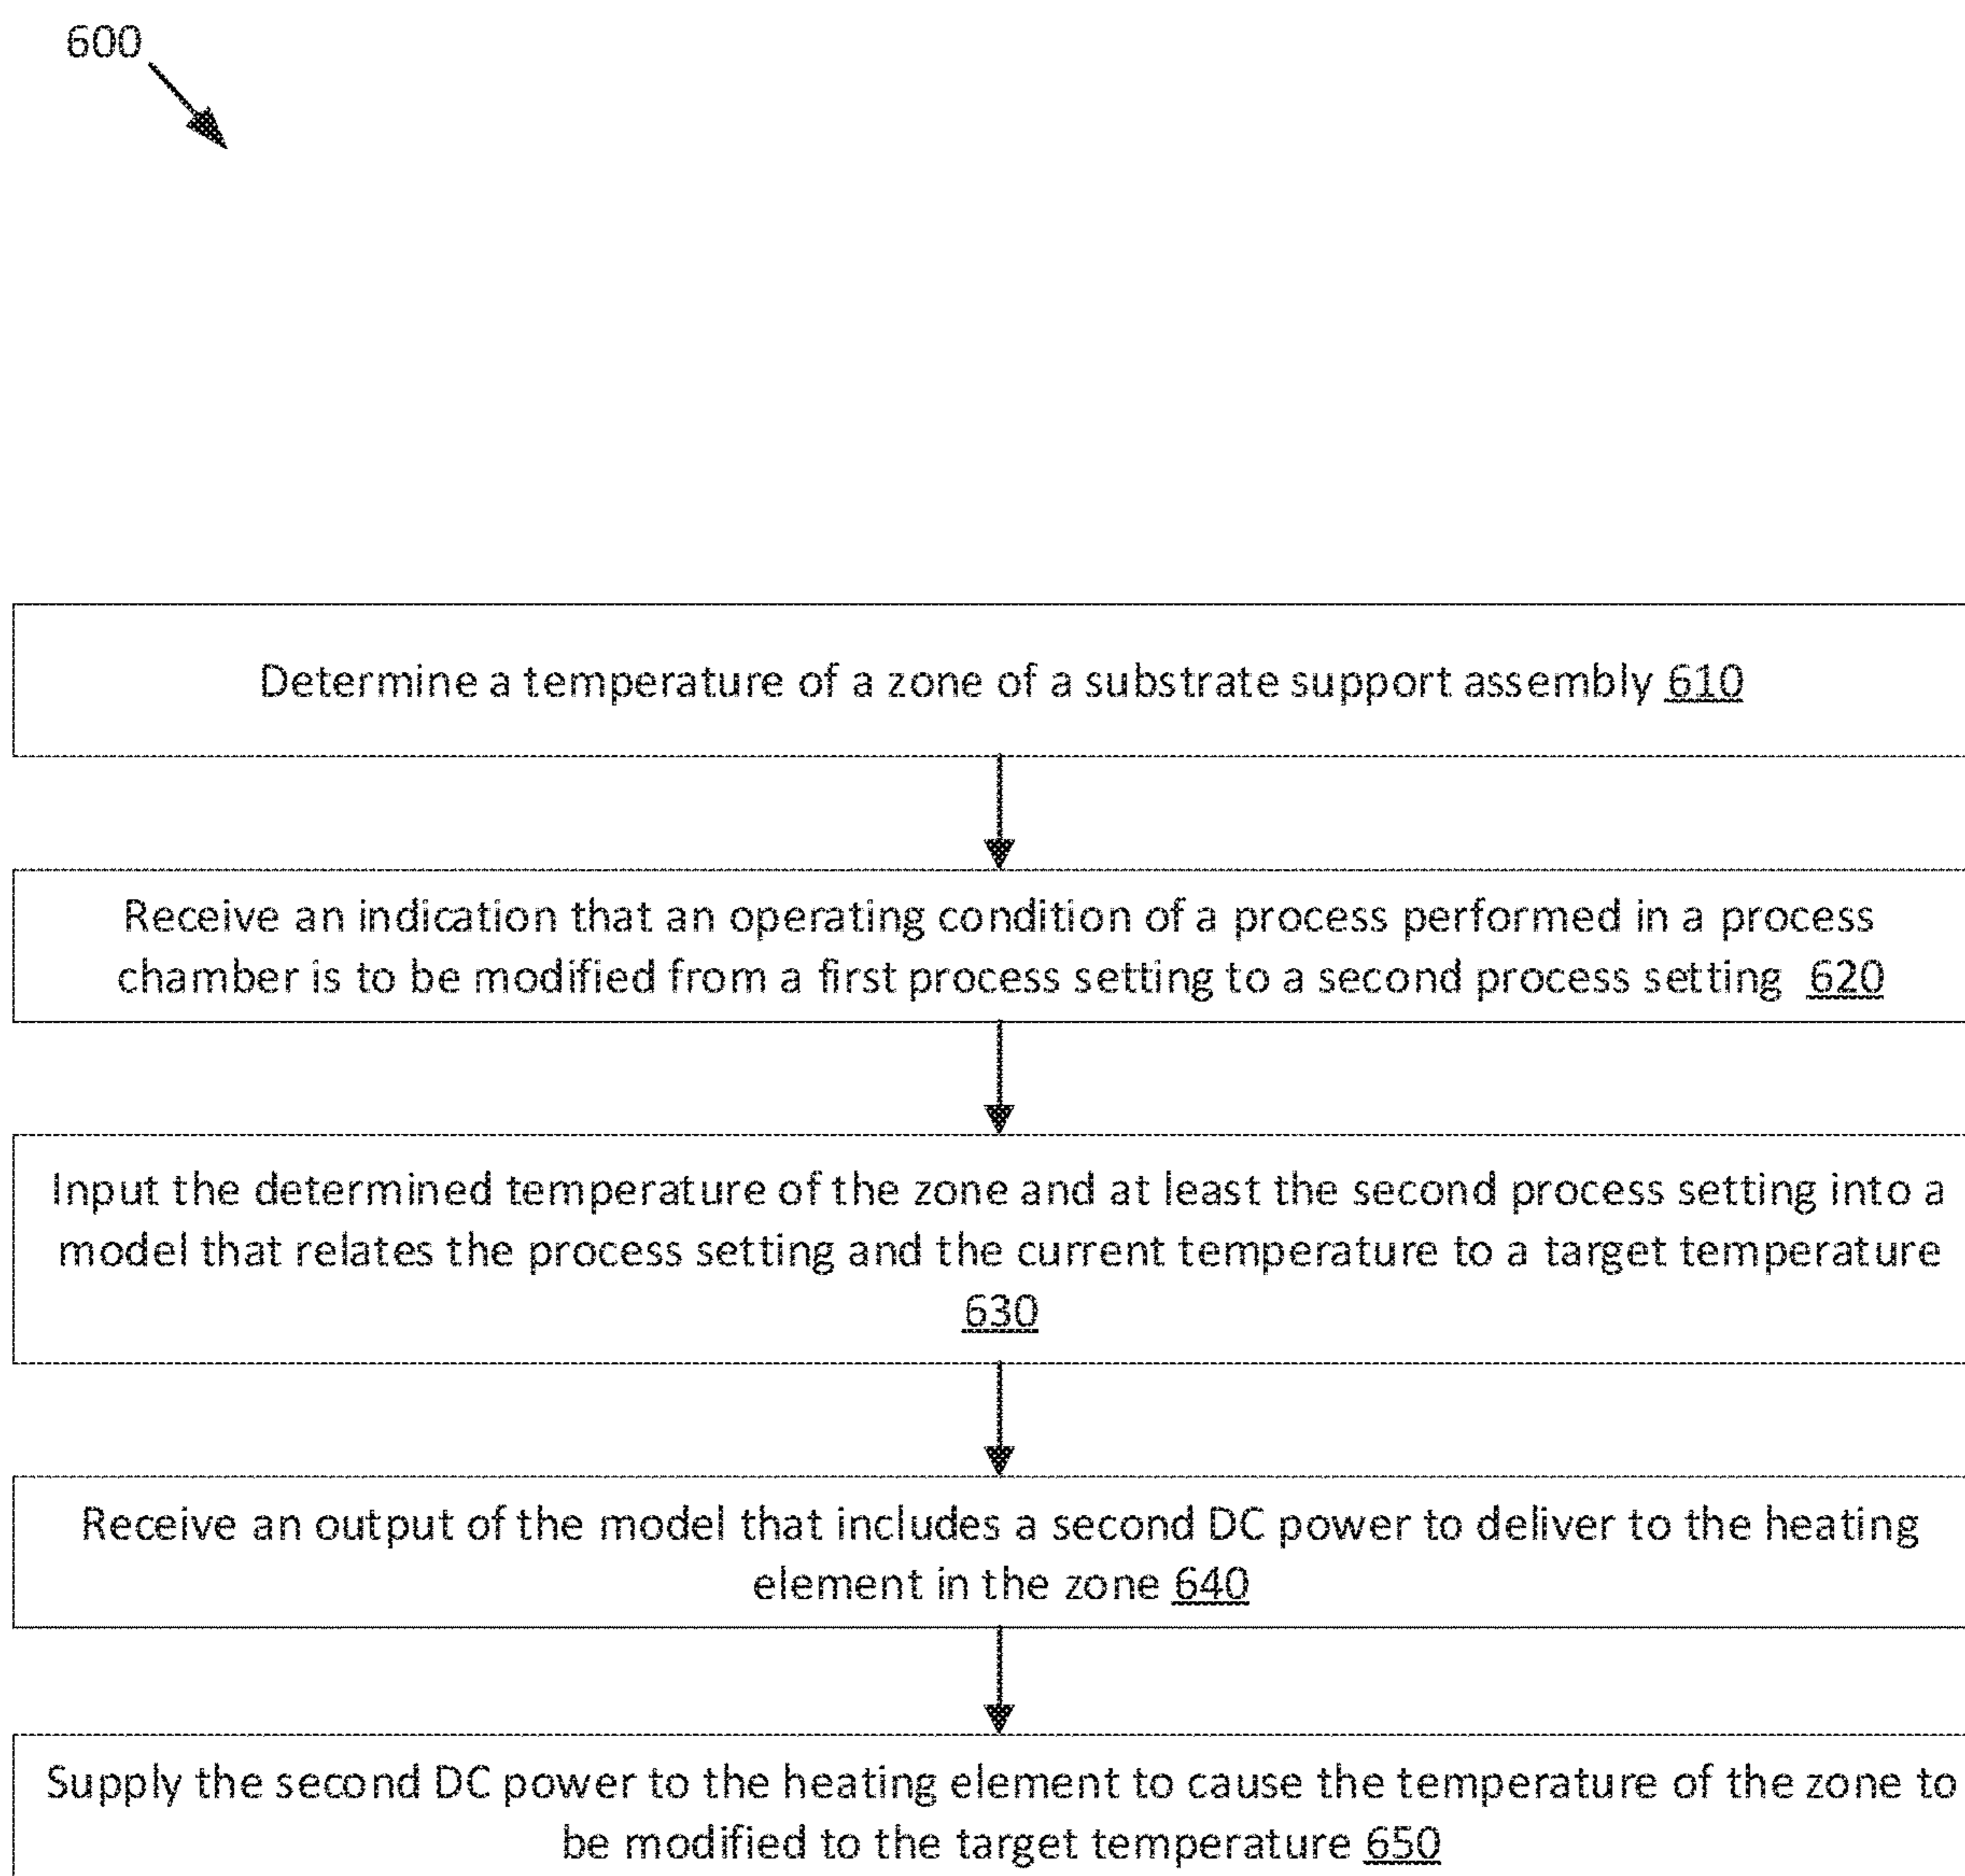 600
Determine a temperature of a zone of a substrate support assembly 610
Receive an indication that an operating condition of a process performed in a process
chamber is to be modified from a first process setting to a second process setting 620
Input the determined temperature of the zone and at least the second process setting into a
model that relates the process setting and the current temperature to a target temperature
630
Receive an output of the model that includes a second DC power to deliver to the heating
element in the zone 640
Supply the second DC power to the heating element to cause the temperature of the zone to
be modified to the target temperature 650